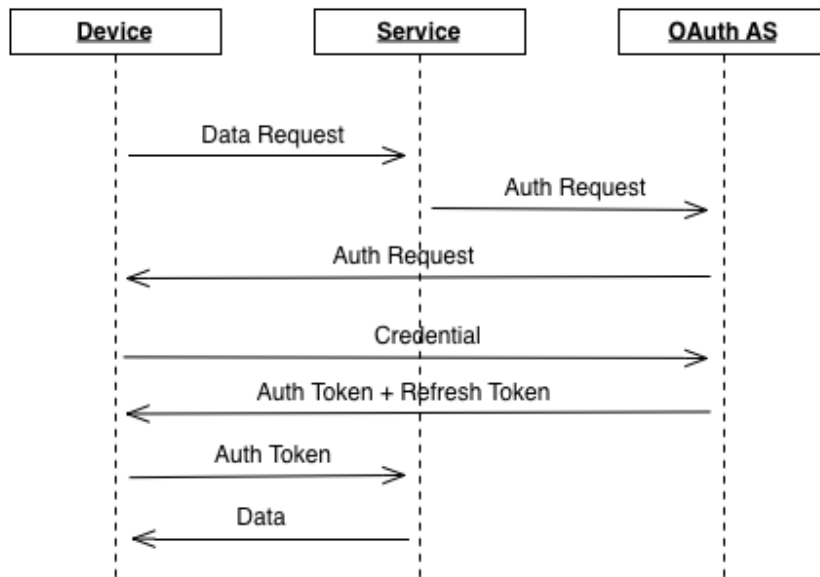 Device
Service
OAuth AS
Data Request
Auth Request
Auth Request
Credential
Auth Token + Refresh Token
Auth Token
Data